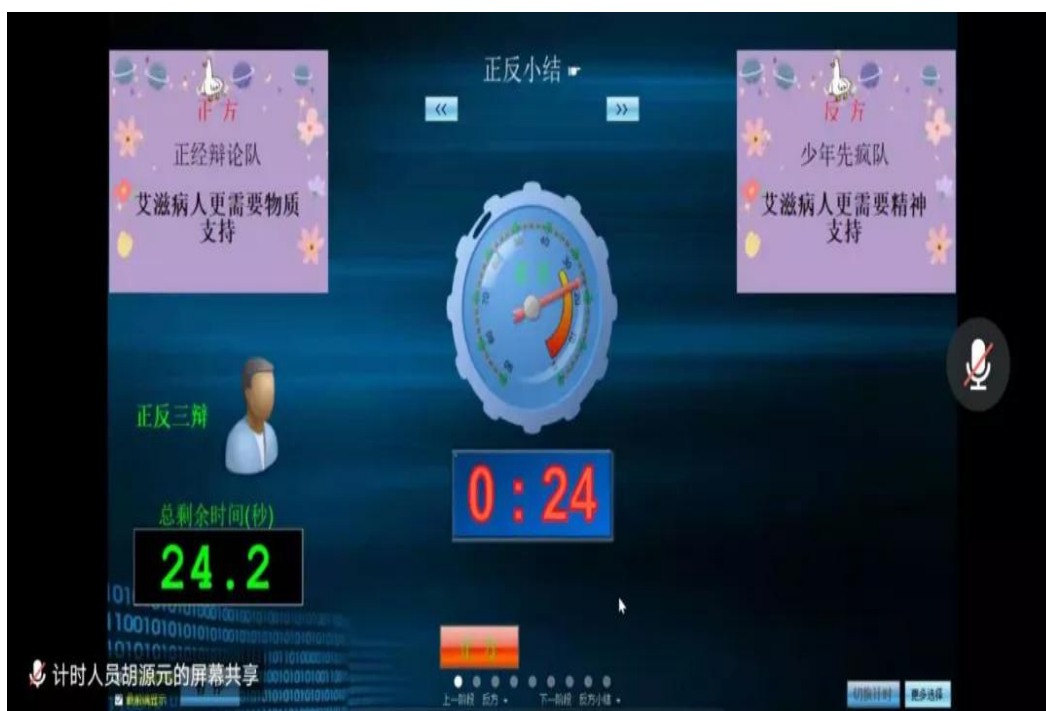 正反小结
<<
>>
正方
正经辩论队
艾滋病人更需要物质
支持
反方
少年先疯队
艾滋病人更需要精神
支持
正反三辩
总剩余时间(秒)
24.2
0:24
正方
计时人员胡源元的屏幕共享
上一阶段 反方
下一阶段 反方小结
切换计时
更多选择